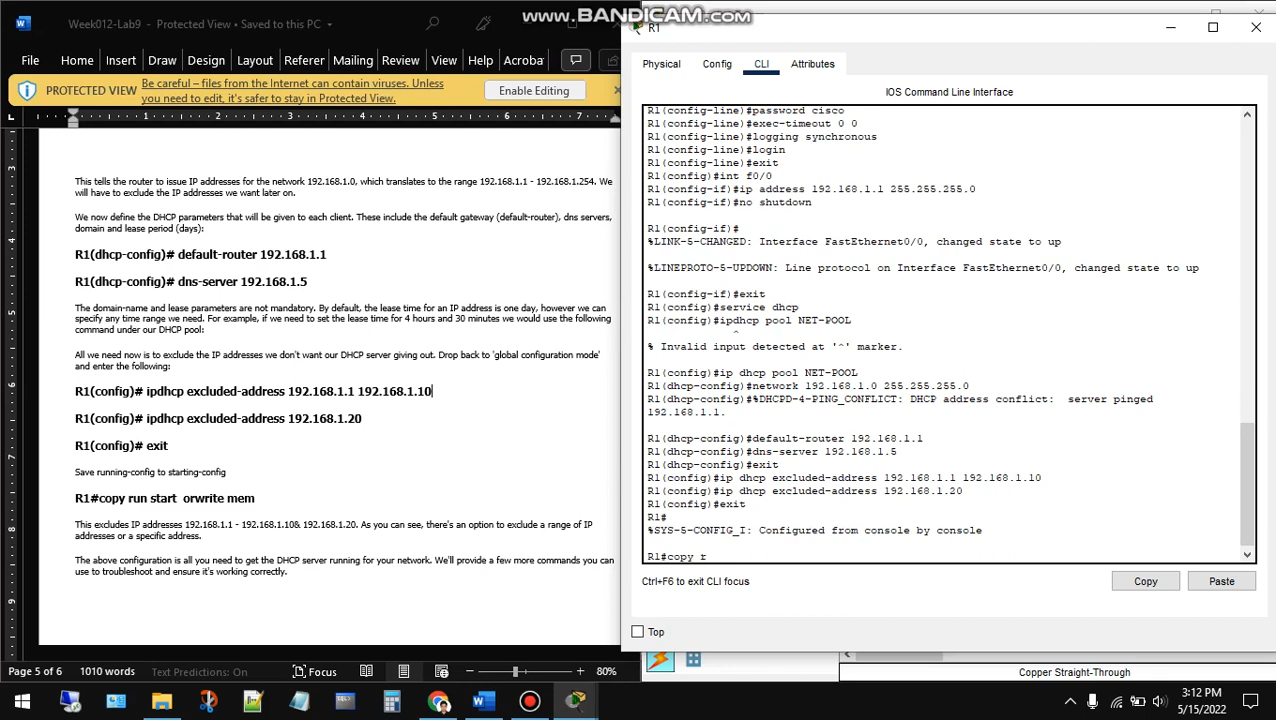 www.BANDICAM.com
Week012-Lab9 - Protected View • Saved to this PC
File Home Insert Draw Design Layout References Mailings Review View Help Acrobat
PROTECTED VIEW Be careful – files from the Internet can contain viruses. Unless you need to edit, it's safer to stay in Protected View. Enable Editing
1 2 3 4 5 6 7
This tells the router to issue IP addresses for the network 192.168.1.0, which translates to the range 192.168.1.1 - 192.168.1.254. We
will have to exclude the IP addresses we want later on.
We now define the DHCP parameters that will be given to each client. These include the default gateway (default-router), dns servers,
domain and lease period (days):
R1(dhcp-config)# default-router 192.168.1.1
R1(dhcp-config)# dns-server 192.168.1.5
The domain-name and lease parameters are not mandatory. By default, the lease time for an IP address is one day, however we can
specify any time range we need. For example, if we need to set the lease time for 4 hours and 30 minutes we would use the following
command under our DHCP pool:
All we need now is to exclude the IP addresses we don't want our DHCP server giving out. Drop back to 'global configuration mode'
and enter the following:
R1(config)# ipdhcp excluded-address 192.168.1.1 192.168.1.10
R1(config)# ipdhcp excluded-address 192.168.1.20
R1(config)# exit
Save running-config to starting-config
R1#copy run start  orwrite mem
This excludes IP addresses 192.168.1.1 - 192.168.1.10& 192.168.1.20. As you can see, there's an option to exclude a range of IP
addresses or a specific address.
The above configuration is all you need to get the DHCP server running for your network. We'll provide a few more commands you can
use to troubleshoot and ensure it's working correctly.
Page 5 of 6 1010 words Text Predictions: On Focus 80%
R1
Physical Config CLI Attributes
IOS Command Line Interface
R1(config-line)#password cisco
R1(config-line)#exec-timeout 0 0
R1(config-line)#logging synchronous
R1(config-line)#login
R1(config-line)#exit
R1(config)#int f0/0
R1(config-if)#ip address 192.168.1.1 255.255.255.0
R1(config-if)#no shutdown
R1(config-if)#
%LINK-5-CHANGED: Interface FastEthernet0/0, changed state to up
%LINEPROTO-5-UPDOWN: Line protocol on Interface FastEthernet0/0, changed state to up
R1(config-if)#exit
R1(config)#service dhcp
R1(config)#ipdhcp pool NET-POOL
^
% Invalid input detected at '^' marker.
R1(config)#ip dhcp pool NET-POOL
R1(dhcp-config)#network 192.168.1.0 255.255.255.0
R1(dhcp-config)#%DHCPD-4-PING_CONFLICT: DHCP address conflict:  server pinged
192.168.1.1.
R1(dhcp-config)#default-router 192.168.1.1
R1(dhcp-config)#dns-server 192.168.1.5
R1(dhcp-config)#exit
R1(config)#ip dhcp excluded-address 192.168.1.1 192.168.1.10
R1(config)#ip dhcp excluded-address 192.168.1.20
R1(config)#exit
R1#
%SYS-5-CONFIG_I: Configured from console by console
R1#copy r
Ctrl+F6 to exit CLI focus
Copy Paste
Top
Copper Straight-Through
3:12 PM
5/15/2022